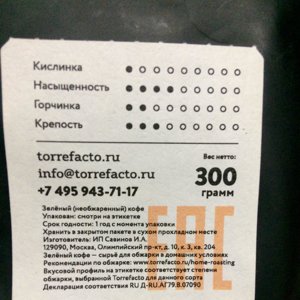 Кислинка
Насыщенность
Горчинка
Крепость
torrefacto.ru
info@torrefacto.ru
+7 495 943-71-17
Вес нетто:
300
грамм
Зелёный (необжаренный) кофе
Упакован: смотри на этикетке
Срок годности: 1 год с момента упаковки
Хранить в закрытом пакете в сухом прохладном месте
Изготовитель: ИП Савинов И.А.
129090, Москва, Олимпийский пр-кт, д. 10, к. 3, кв. 204
Зелёный кофе — сырьё для обжарки в домашних условиях
Рекомендации по обжарке: www.torrefacto.ru/home-roasting
Вкусовой профиль на этикетке соответствует степени
обжарки, выбранной Torrefacto для данного сорта
Декларация соответствия RU Д-RU.АГ79.В.07090
ЕАС